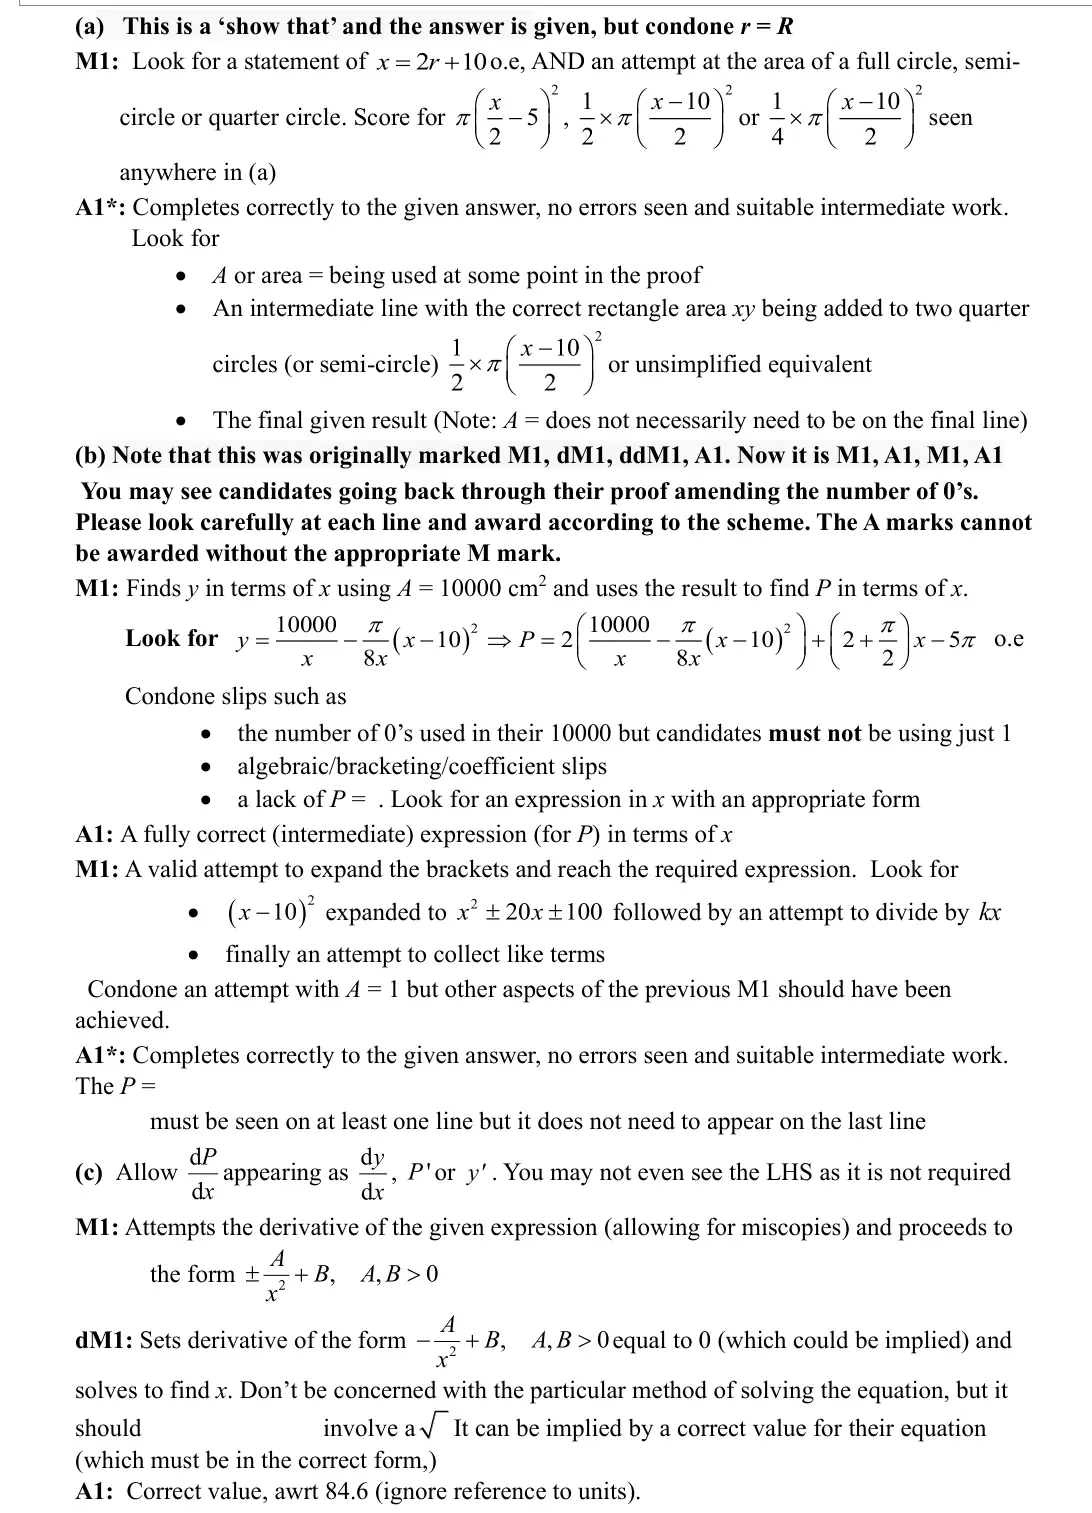 (a) This is a ‘show that’ and the answer is given, but condone r = R
M1: Look for a statement of x = 2r + 10 o.e, AND an attempt at the area of a full circle, semi-
circle or quarter circle. Score for π(x/2 − 5)², 1/2 × π((x − 10)/2)² or 1/4 × π((x − 10)/2)² seen
anywhere in (a)
A1*: Completes correctly to the given answer, no errors seen and suitable intermediate work.
Look for
• A or area = being used at some point in the proof
• An intermediate line with the correct rectangle area xy being added to two quarter
circles (or semi-circle) 1/2 × π((x − 10)/2)² or unsimplified equivalent
• The final given result (Note: A = does not necessarily need to be on the final line)
(b) Note that this was originally marked M1, dM1, ddM1, A1. Now it is M1, A1, M1, A1
You may see candidates going back through their proof amending the number of 0’s.
Please look carefully at each line and award according to the scheme. The A marks cannot
be awarded without the appropriate M mark.
M1: Finds y in terms of x using A = 10000 cm² and uses the result to find P in terms of x.
Look for y = 10000/x − π/8x (x − 10)² ⇒ P = 2(10000/x − π/8x (x − 10)²) + (2 + π/2)x − 5π o.e
Condone slips such as
• the number of 0’s used in their 10000 but candidates must not be using just 1
• algebraic/bracketing/coefficient slips
• a lack of P = . Look for an expression in x with an appropriate form
A1: A fully correct (intermediate) expression (for P) in terms of x
M1: A valid attempt to expand the brackets and reach the required expression. Look for
• (x − 10)² expanded to x² ± 20x ± 100 followed by an attempt to divide by kx
• finally an attempt to collect like terms
Condone an attempt with A = 1 but other aspects of the previous M1 should have been
achieved.
A1*: Completes correctly to the given answer, no errors seen and suitable intermediate work.
The P =
must be seen on at least one line but it does not need to appear on the last line
(c) Allow dP/dx appearing as dy/dx, P' or y′. You may not even see the LHS as it is not required
M1: Attempts the derivative of the given expression (allowing for miscopies) and proceeds to
the form ± A/x² + B, A, B > 0
dM1: Sets derivative of the form − A/x² + B, A, B > 0 equal to 0 (which could be implied) and
solves to find x. Don’t be concerned with the particular method of solving the equation, but it
should involve a √ It can be implied by a correct value for their equation
(which must be in the correct form,)
A1: Correct value, awrt 84.6 (ignore reference to units).